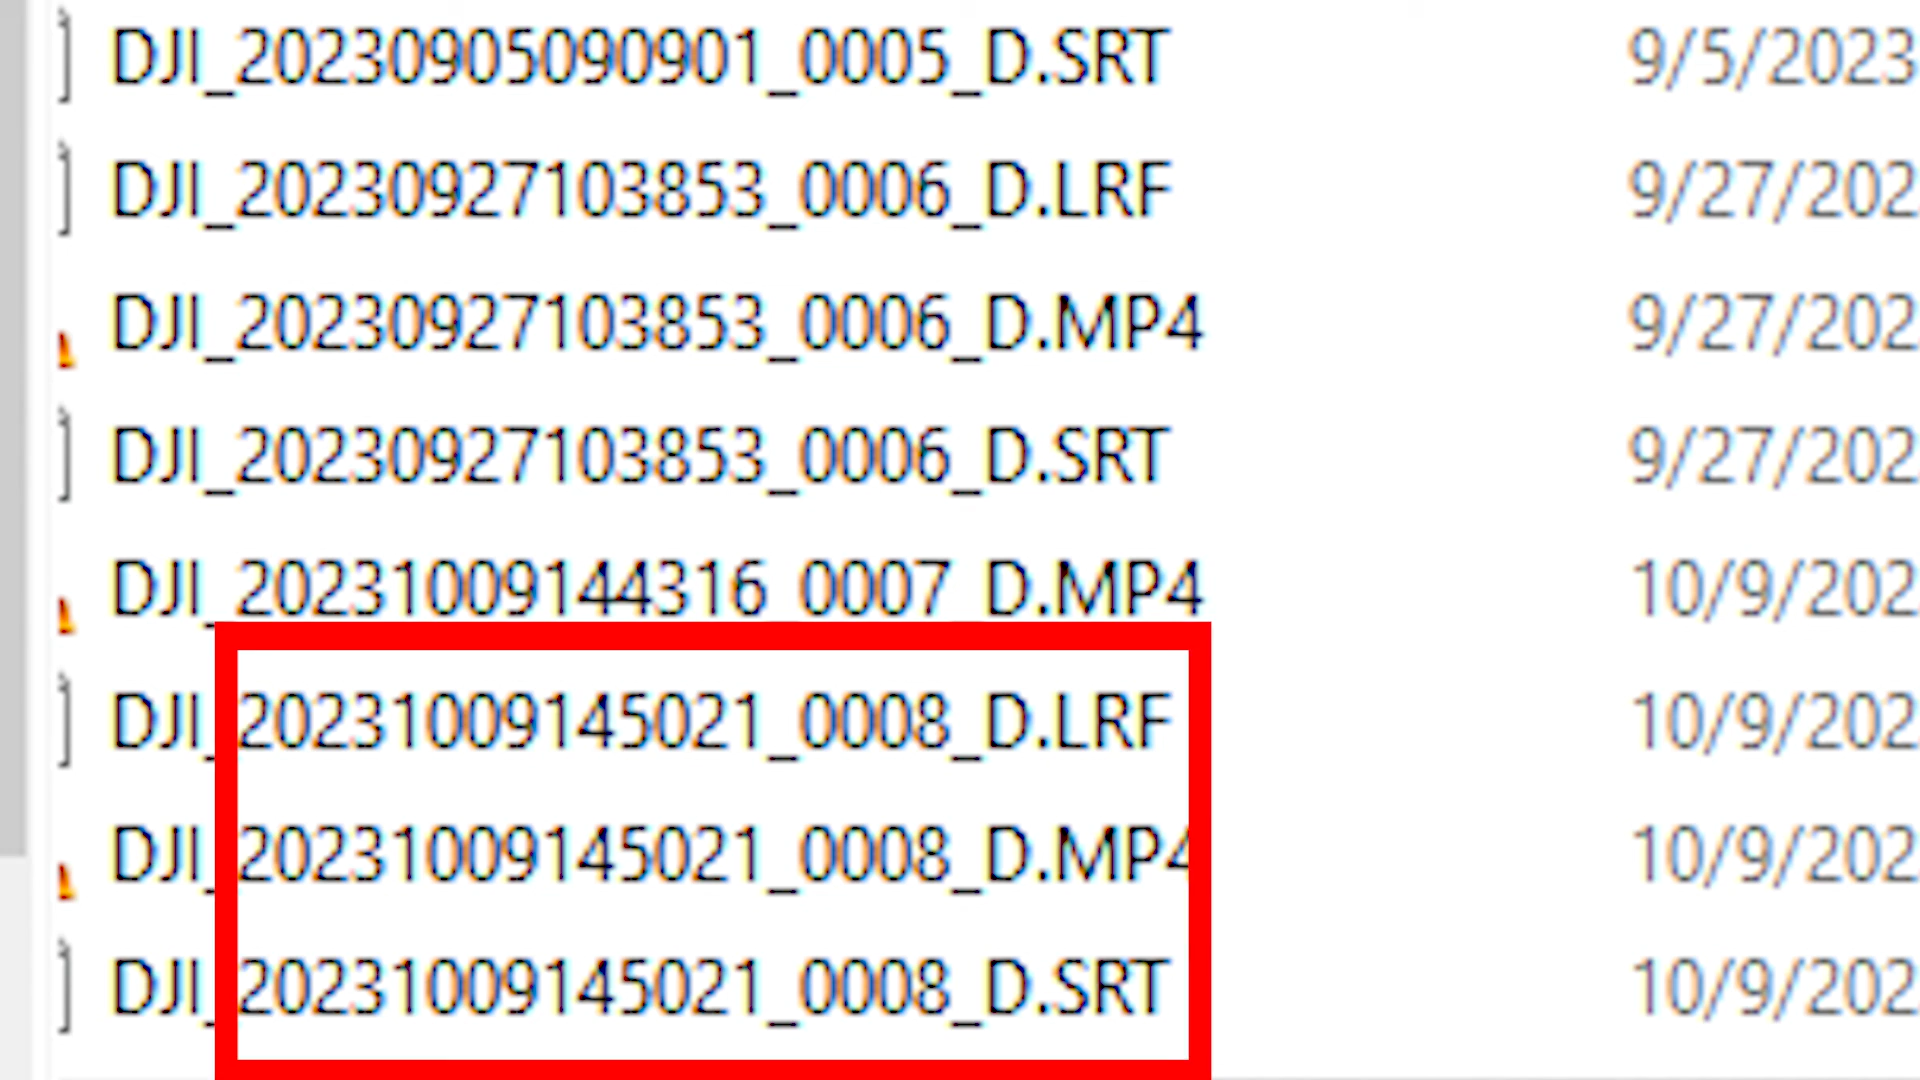 DJI_20230905090901_0005_D.SRT 9/5/2023
DJI_20230927103853_0006_D.LRF 9/27/202
DJI_20230927103853_0006_D.MP4 9/27/202
DJI_20230927103853_0006_D.SRT 9/27/202
DJI_20231009144316_0007_D.MP4 10/9/202
DJI_20231009145021_0008_D.LRF 10/9/202
DJI_20231009145021_0008_D.MP4 10/9/202
DJI_20231009145021_0008_D.SRT 10/9/202